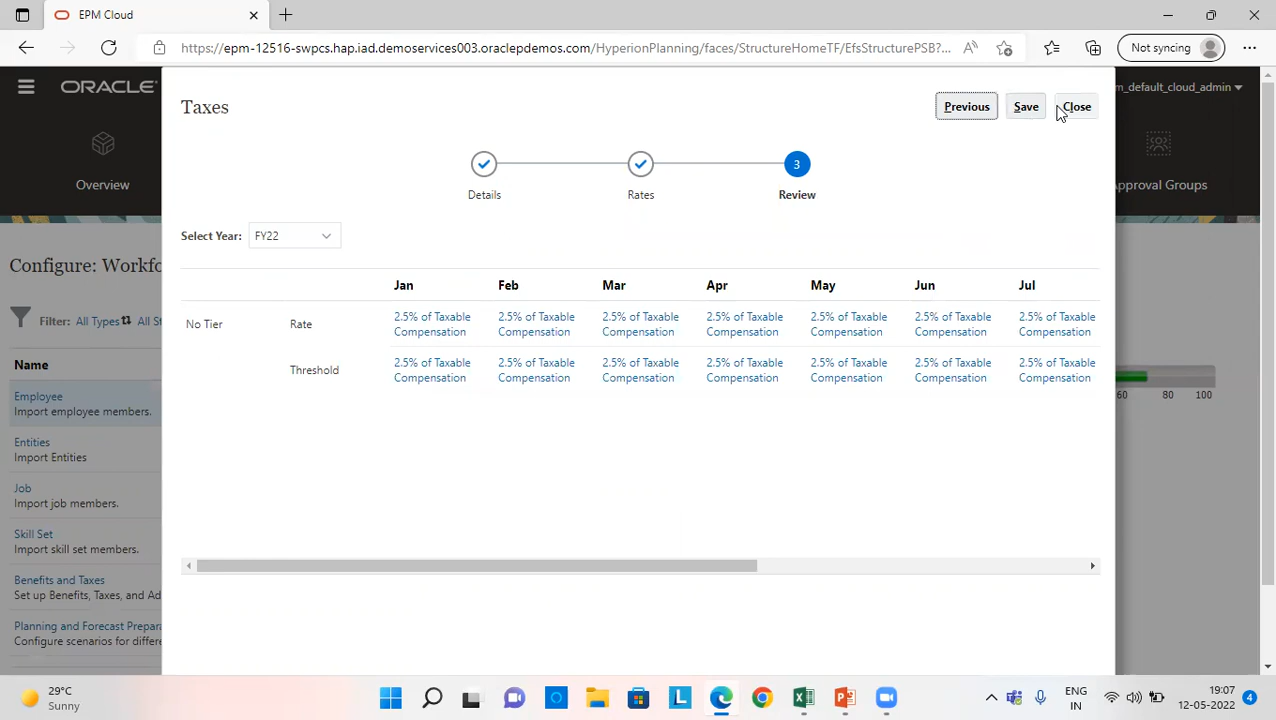 EPM Cloud
https://epm-12516-swpcs.hap.iad.demoservices003.oraclepdemos.com/HyperionPlanning/faces/StructureHomeTF/EfsStructurePSB?...
Not syncing
ORACLE
m_default_cloud_admin
Overview
pproval Groups
Taxes
Previous
Save
Close
3
Details
Rates
Review
Select Year: FY22
Configure: Workfo
Filter: All Types All St
Jan Feb Mar Apr May Jun Jul
No Tier Rate 2.5% of Taxable 2.5% of Taxable 2.5% of Taxable 2.5% of Taxable 2.5% of Taxable 2.5% of Taxable 2.5% of Taxable
Compensation Compensation Compensation Compensation Compensation Compensation Compensation
Threshold 2.5% of Taxable 2.5% of Taxable 2.5% of Taxable 2.5% of Taxable 2.5% of Taxable 2.5% of Taxable 2.5% of Taxable
Compensation Compensation Compensation Compensation Compensation Compensation Compensation
Name
Employee
Import employee members.
Entities
Import Entities
Job
Import job members.
Skill Set
Import skill set members.
Benefits and Taxes
Set up Benefits, Taxes, and Ad
Planning and Forecast Prepara
Configure scenarios for differe
60 80 100
29°C
Sunny
L
ENG
IN
19:07
12-05-2022
4